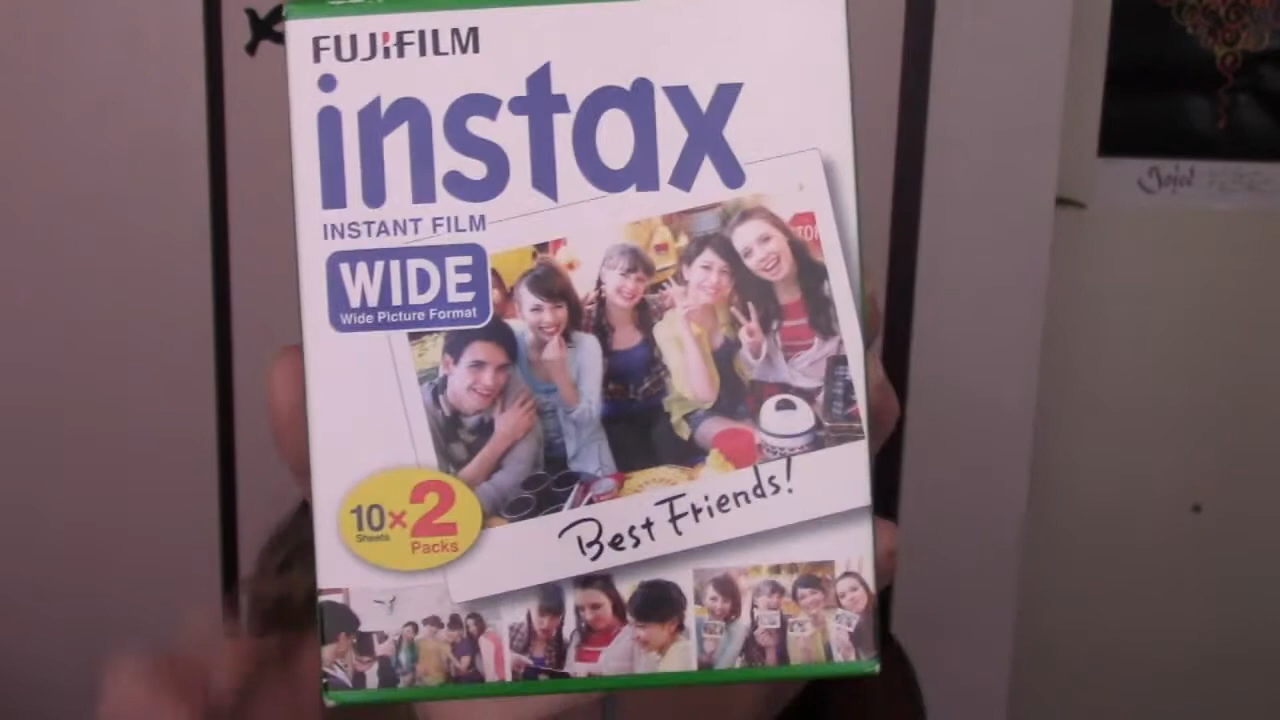 FUJIFILM
instax
INSTANT FILM
WIDE
Wide Picture Format
10 Sheets × 2 Packs
Best Friends!